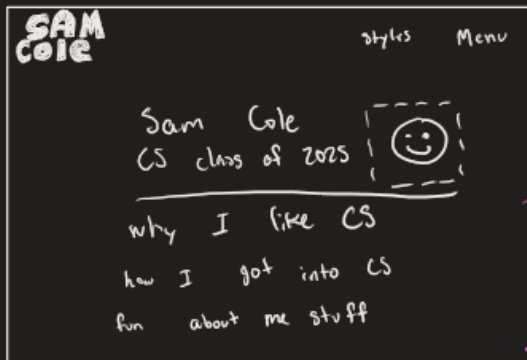 SAM
COLE
styles Menu
Sam Cole
CS class of 2025
why I like CS
how I got into CS
fun about me stuff